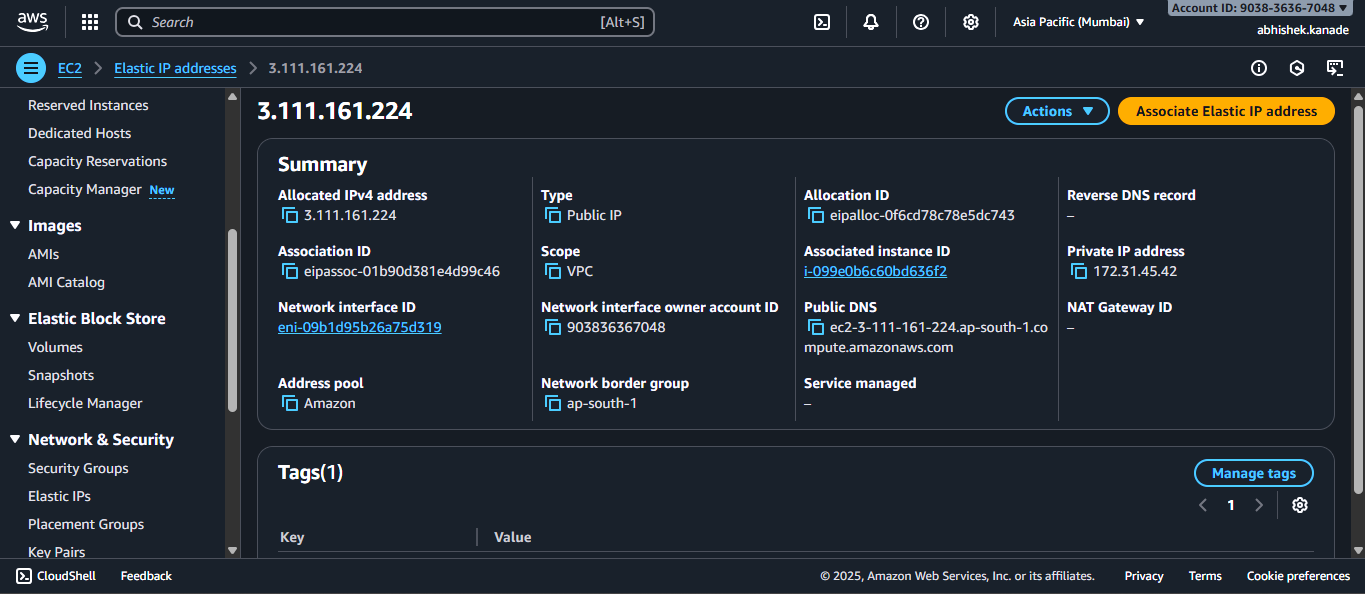 aws
Search [Alt+S]
Asia Pacific (Mumbai)
Account ID: 9038-3636-7048
abhishek.kanade
EC2
Elastic IP addresses
3.111.161.224
Reserved Instances
Dedicated Hosts
Capacity Reservations
Capacity Manager New
Images
AMIs
AMI Catalog
Elastic Block Store
Volumes
Snapshots
Lifecycle Manager
Network & Security
Security Groups
Elastic IPs
Placement Groups
Key Pairs
3.111.161.224
Actions
Associate Elastic IP address
Summary
Allocated IPv4 address
3.111.161.224
Type
Public IP
Allocation ID
eipalloc-0f6cd78c78e5dc743
Reverse DNS record
–
Association ID
eipassoc-01b90d381e4d99c46
Scope
VPC
Associated instance ID
i-099e0b6c60bd636f2
Private IP address
172.31.45.42
Network interface ID
eni-09b1d95b26a75d319
Network interface owner account ID
903836367048
Public DNS
ec2-3-111-161-224.ap-south-1.co
mpute.amazonaws.com
NAT Gateway ID
–
Address pool
Amazon
Network border group
ap-south-1
Service managed
–
Tags(1)
Manage tags
1
Key
Value
CloudShell
Feedback
© 2025, Amazon Web Services, Inc. or its affiliates.
Privacy
Terms
Cookie preferences